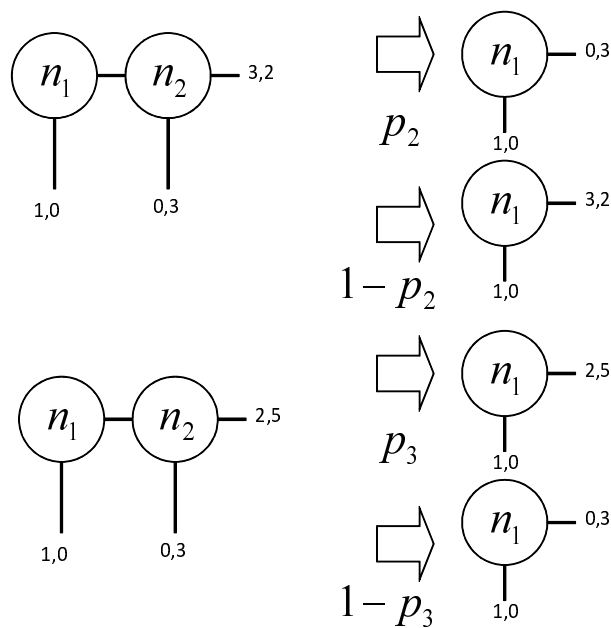 n₁ n₂ 3,2
1,0 0,3
p₂
n₁ 0,3
1,0
1 − p₂
n₁ 3,2
1,0
n₁ n₂ 2,5
1,0 0,3
p₃
n₁ 2,5
1,0
1 − p₃
n₁ 0,3
1,0